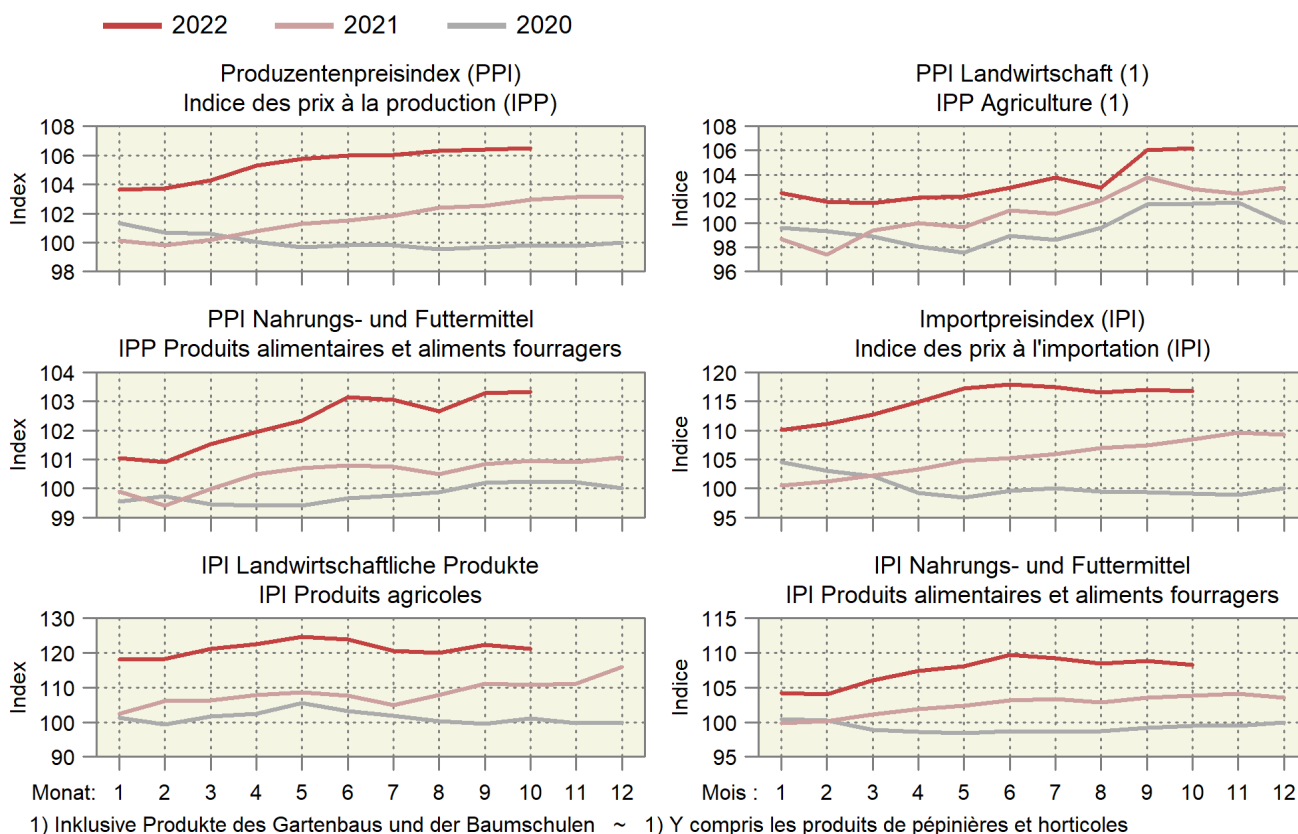 2022 2021 2020
Produzentenpreisindex (PPI)
Indice des prix à la production (IPP)
Index
108
106
104
102
100
98
PPI Landwirtschaft (1)
IPP Agriculture (1)
Indice
108
106
104
102
100
98
96
PPI Nahrungs- und Futtermittel
IPP Produits alimentaires et aliments fourragers
Index
104
103
102
101
100
99
Importpreisindex (IPI)
Indice des prix à l'importation (IPI)
Indice
120
115
110
105
100
95
IPI Landwirtschaftliche Produkte
IPI Produits agricoles
Index
130
120
110
100
90
Monat: 1 2 3 4 5 6 7 8 9 10 11 12
IPI Nahrungs- und Futtermittel
IPI Produits alimentaires et aliments fourragers
Indice
115
110
105
100
95
Mois : 1 2 3 4 5 6 7 8 9 10 11 12
1) Inklusive Produkte des Gartenbaus und der Baumschulen ~ 1) Y compris les produits de pépinières et horticoles